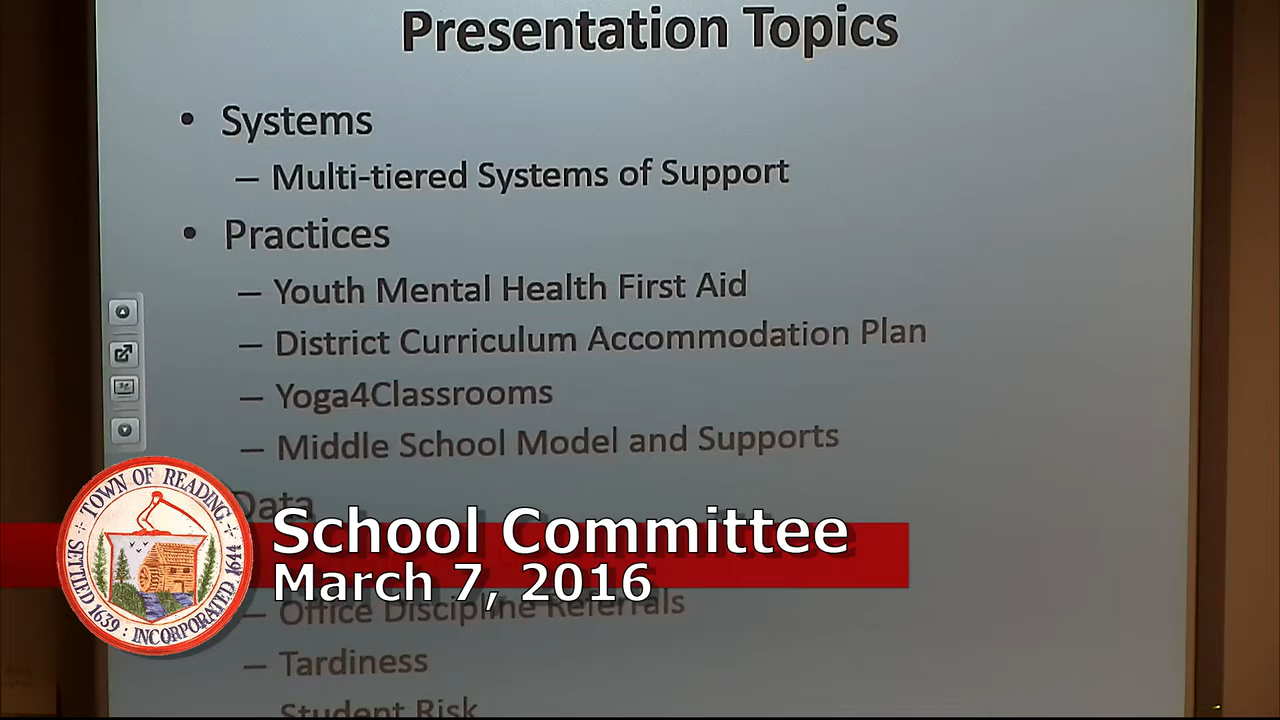 Presentation Topics
• Systems
– Multi-tiered Systems of Support
• Practices
– Youth Mental Health First Aid
– District Curriculum Accommodation Plan
– Yoga4Classrooms
– Middle School Model and Supports
Data
School Committee
March 7, 2016
– Office Discipline Referrals
– Tardiness
Student Risk
TOWN OF READING
SETTLED 1639 : INCORPORATED 1644